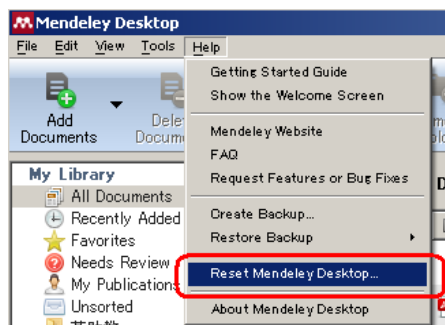 Mendeley Desktop
File Edit View Tools Help
Add
Documents
My Library
All Documents
Recently Added
Favorites
Needs Review
My Publications
Unsorted
Getting Started Guide
Show the Welcome Screen
Mendeley Website
FAQ
Request Features or Bug Fixes
Create Backup...
Restore Backup
Reset Mendeley Desktop...
About Mendeley Desktop